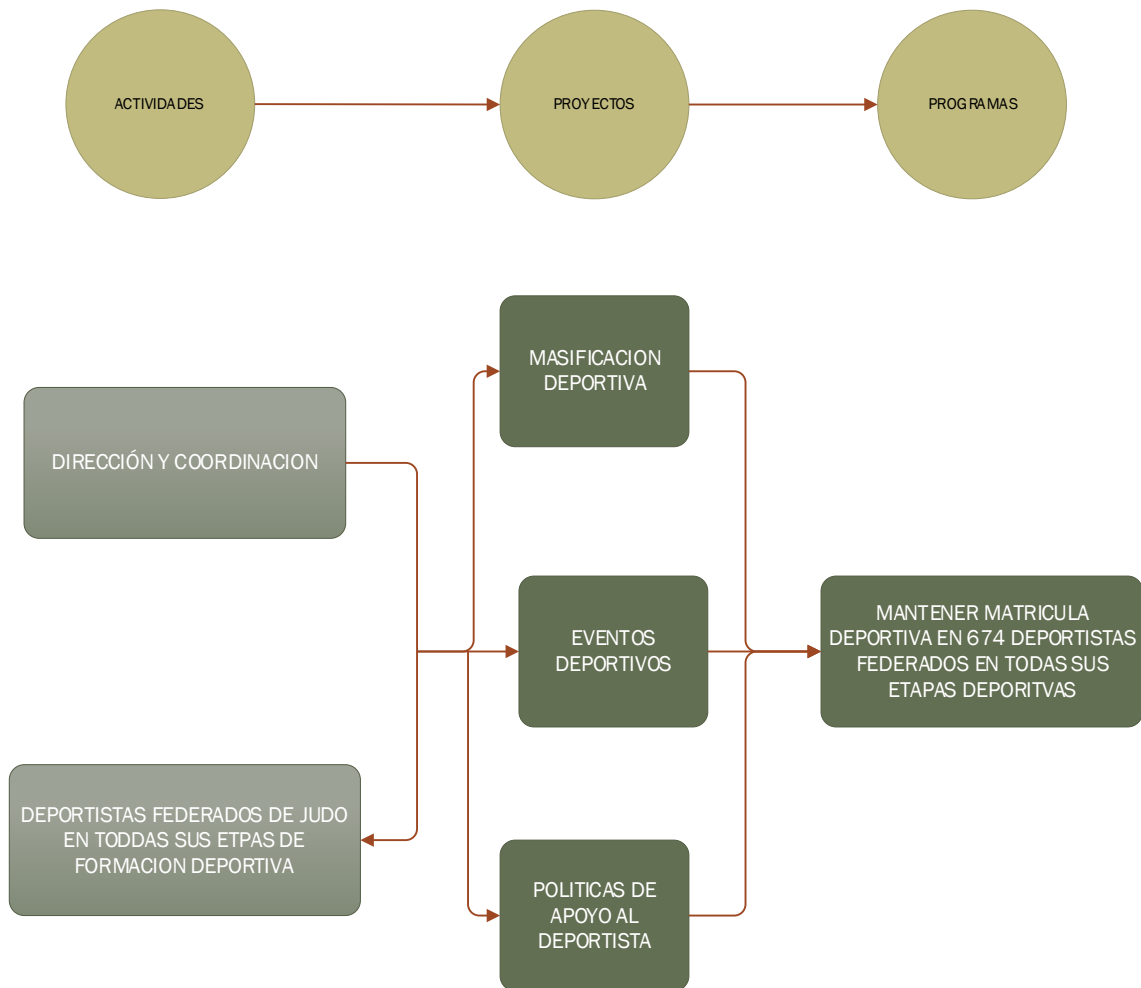 ACTIVIDADES
PROYECTOS
PROGRAMAS
MASIFICACION
DEPORTIVA
DIRECCIÓN Y COORDINACION
EVENTOS
DEPORTIVOS
MANTENER MATRICULA
DEPORTIVA EN 674 DEPORTISTAS
FEDERADOS EN TODAS SUS
ETAPAS DEPORITVAS
DEPORTISTAS FEDERADOS DE JUDO
EN TODDAS SUS ETPAS DE
FORMACION DEPORTIVA
POLITICAS DE
APOYO AL
DEPORTISTA